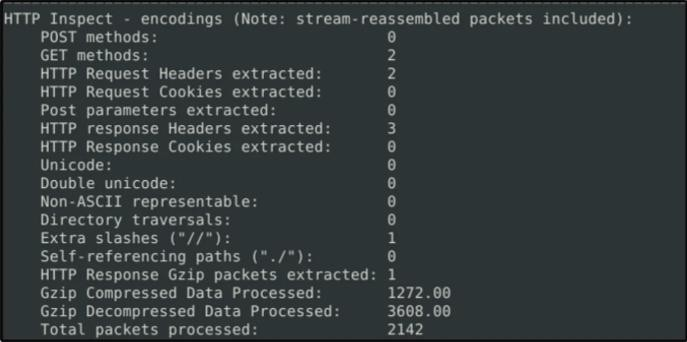 HTTP Inspect - encodings (Note: stream-reassembled packets included):
POST methods: 0
GET methods: 2
HTTP Request Headers extracted: 2
HTTP Request Cookies extracted: 0
Post parameters extracted: 0
HTTP response Headers extracted: 3
HTTP Response Cookies extracted: 0
Unicode: 0
Double unicode: 0
Non-ASCII representable: 0
Directory traversals: 0
Extra slashes ("//"): 1
Self-referencing paths ("./"): 0
HTTP Response Gzip packets extracted: 1
Gzip Compressed Data Processed: 1272.00
Gzip Decompressed Data Processed: 3608.00
Total packets processed: 2142